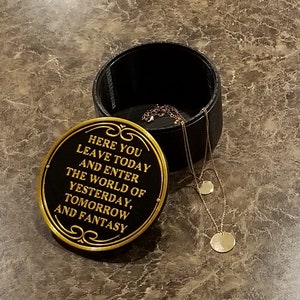 HERE YOU
LEAVE TODAY
AND ENTER
THE WORLD OF
YESTERDAY,
TOMORROW
AND FANTASY